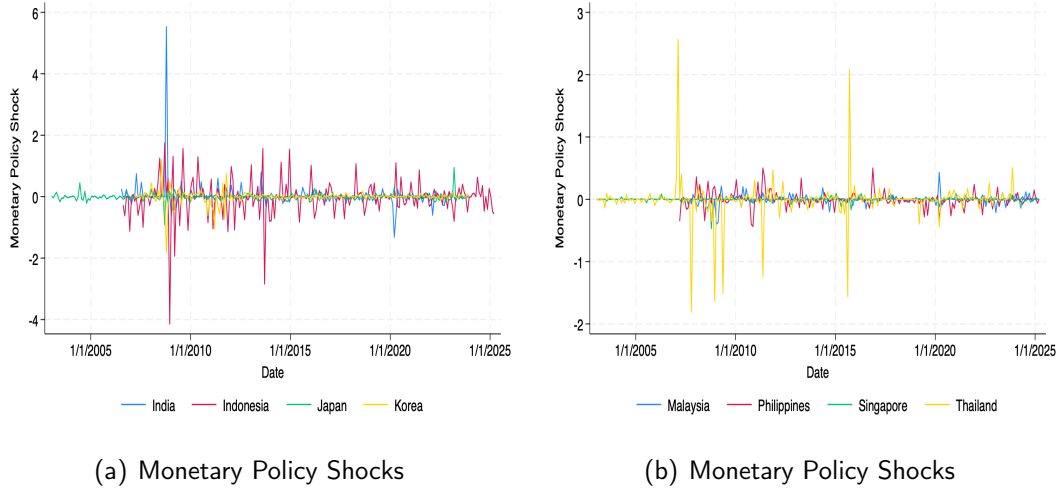 Monetary Policy Shock
6
4
2
0
-2
-4
1/1/2005 1/1/2010 1/1/2015 1/1/2020 1/1/2025
Date
India Indonesia Japan Korea
(a) Monetary Policy Shocks
Monetary Policy Shock
3
2
1
0
-1
-2
1/1/2005 1/1/2010 1/1/2015 1/1/2020 1/1/2025
Date
Malaysia Philippines Singapore Thailand
(b) Monetary Policy Shocks